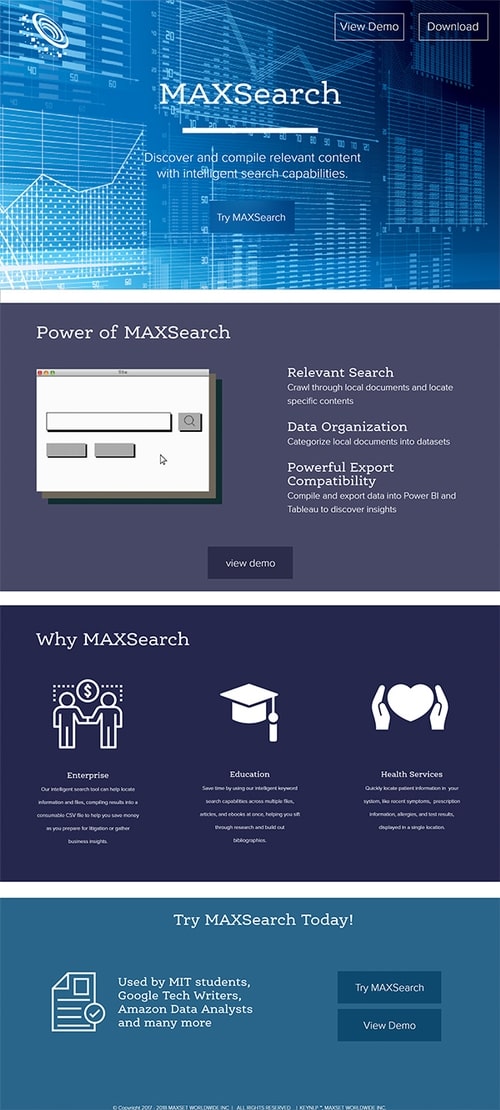 View Demo
Download
MAXSearch
Discover and compile relevant content
with intelligent search capabilities.
Try MAXSearch
Power of MAXSearch
Relevant Search
Crawl through local documents and locate
specific contents
Data Organization
Categorize local documents into datasets
Powerful Export
Compatibility
Compile and export data into Power BI and
Tableau to discover insights
view demo
Why MAXSearch
Enterprise
Our intelligent search tool can help locate
information and files, compiling results into a
consumable CSV file to help you save money
as you prepare for litigation or gather
business insights.
Education
Save time by using our intelligent keyword
search capabilities across multiple files,
articles, and ebooks at once, helping you sift
through research and build out
bibliographies.
Health Services
Quickly locate patient information in your
system, like recent symptoms, prescription
information, allergies, and test results,
displayed in a single location.
Try MAXSearch Today!
Used by MIT students,
Google Tech Writers,
Amazon Data Analysts
and many more
Try MAXSearch
View Demo
© Copyright 2017 - 2018 MAXSET WORLDWIDE INC | ALL RIGHTS RESERVED | KEYNLP ™, MAXSET WORLDWIDE INC.